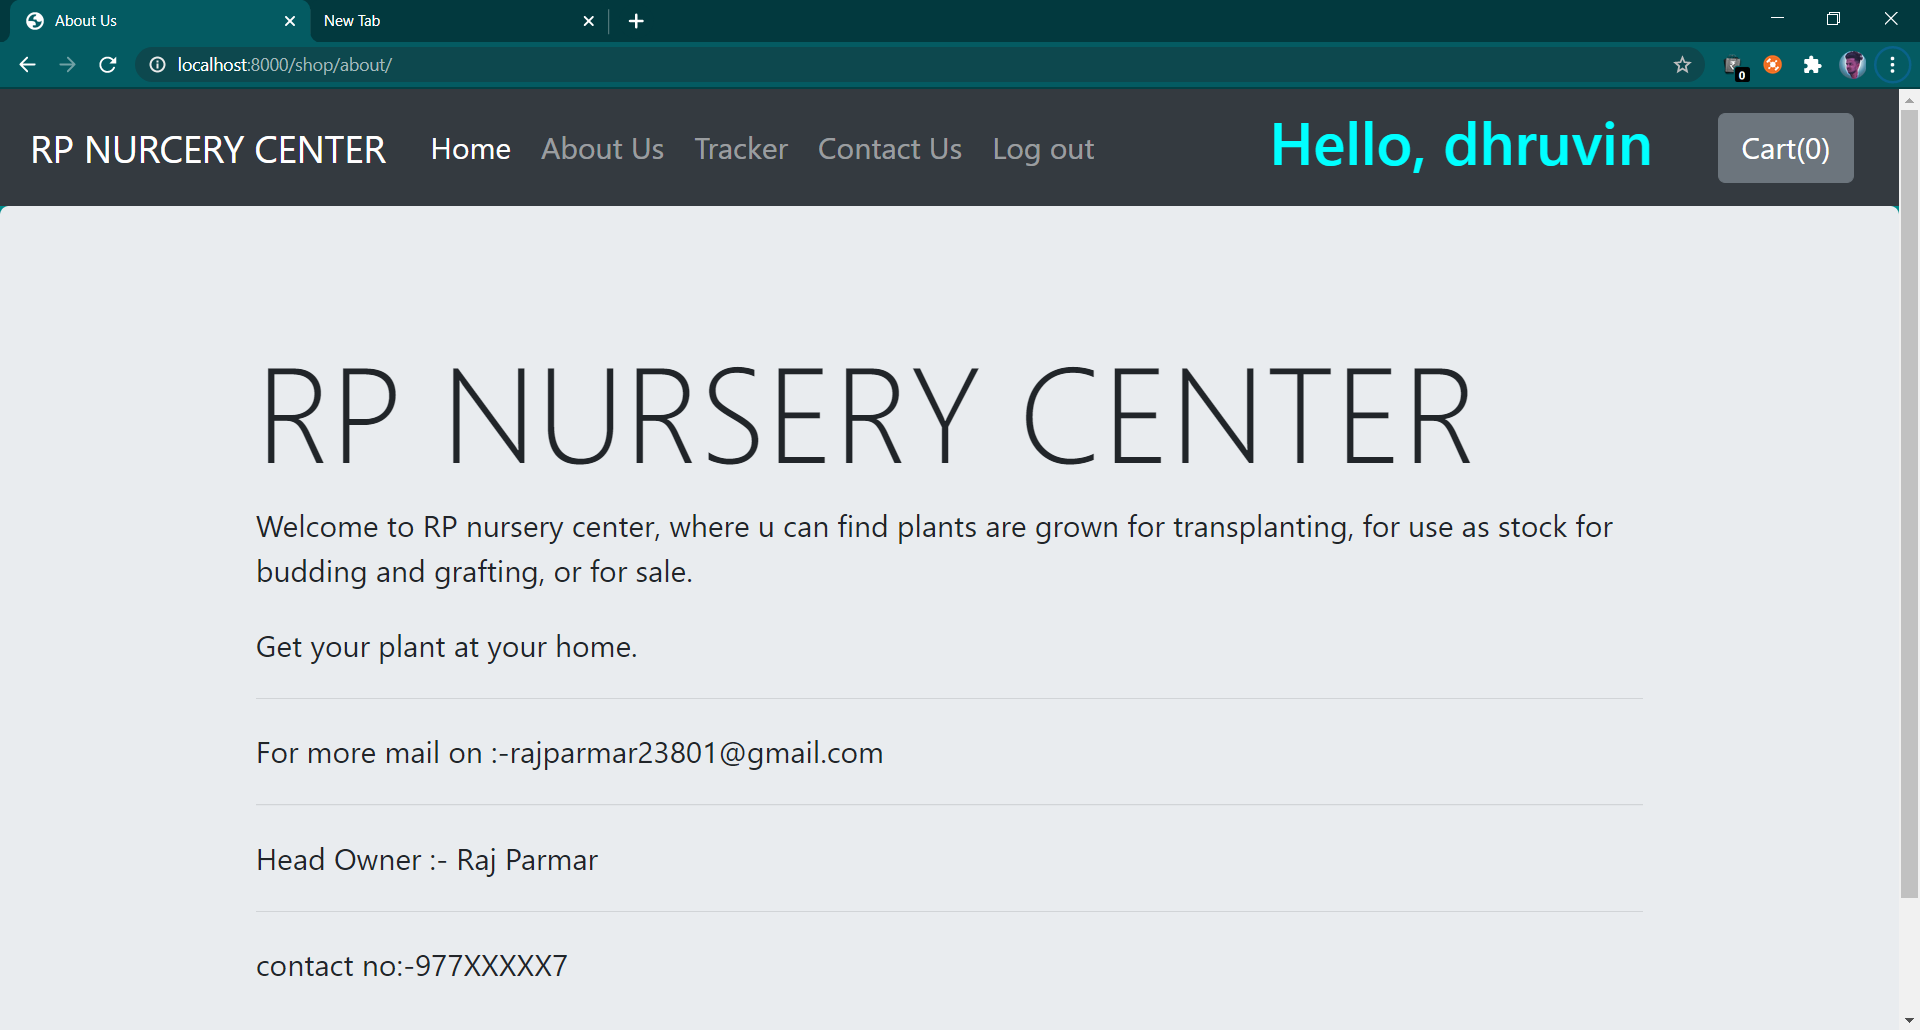 About Us
New Tab
localhost:8000/shop/about/
0
RP NURCERY CENTER Home About Us Tracker Contact Us Log out Hello, dhruvin Cart(0)
RP NURSERY CENTER
Welcome to RP nursery center, where u can find plants are grown for transplanting, for use as stock for
budding and grafting, or for sale.
Get your plant at your home.
For more mail on :-rajparmar23801@gmail.com
Head Owner :- Raj Parmar
contact no:-977XXXXX7